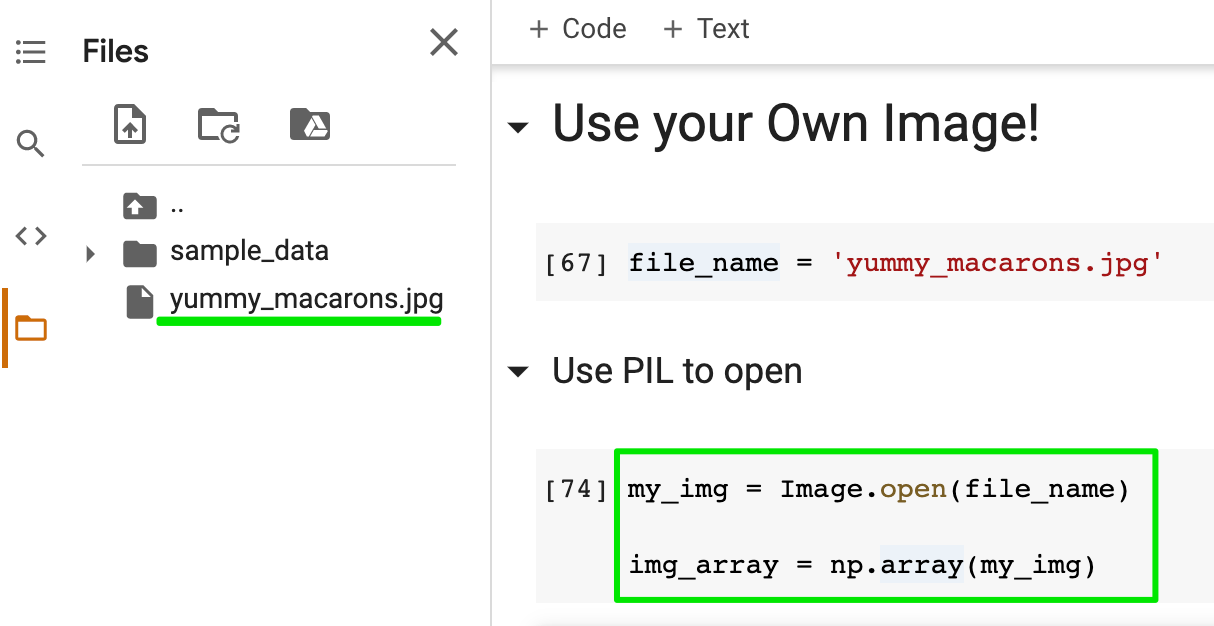 Files
..
sample_data
yummy_macarons.jpg
+ Code + Text
Use your Own Image!
[67] file_name = 'yummy_macarons.jpg'
Use PIL to open
[74] my_img = Image.open(file_name)
img_array = np.array(my_img)